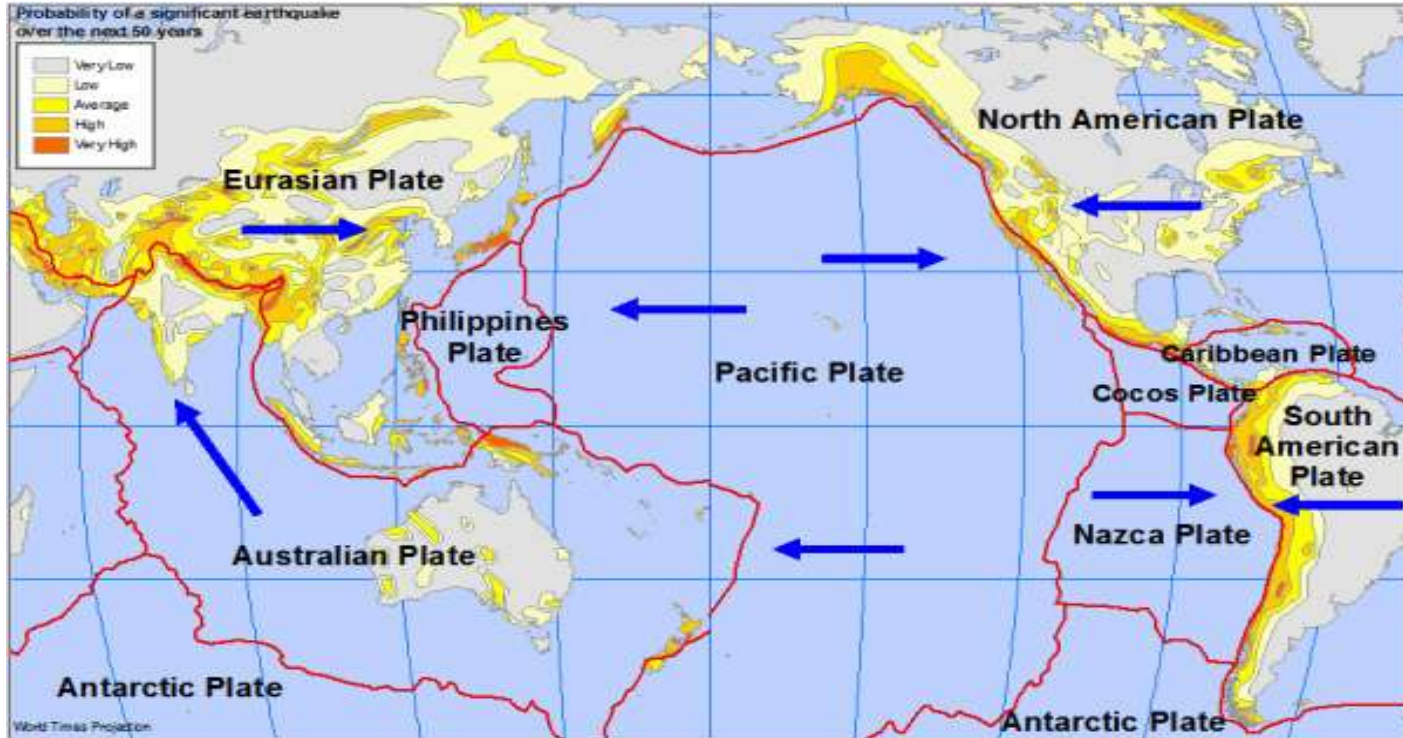 Probability of a significant earthquake
over the next 50 years
Very Low
Low
Average
High
Very High
North American Plate
Eurasian Plate
Philippines
Plate
Pacific Plate
Caribbean Plate
Cocos Plate
South
American
Plate
Nazca Plate
Australian Plate
Antarctic Plate
Antarctic Plate
World Times Projection